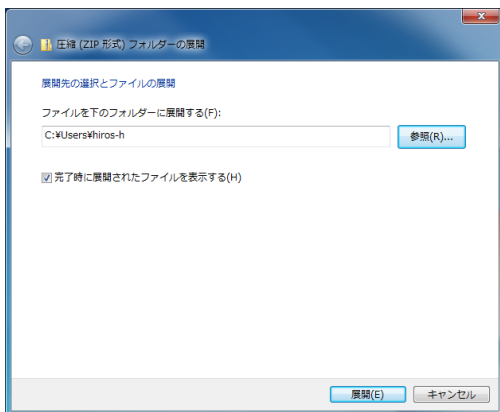 圧縮 (ZIP 形式) フォルダーの展開
展開先の選択とファイルの展開
ファイルを下のフォルダーに展開する(F):
C:¥Users¥hiros-h
参照(R)...
完了時に展開されたファイルを表示する(H)
展開(E)
キャンセル